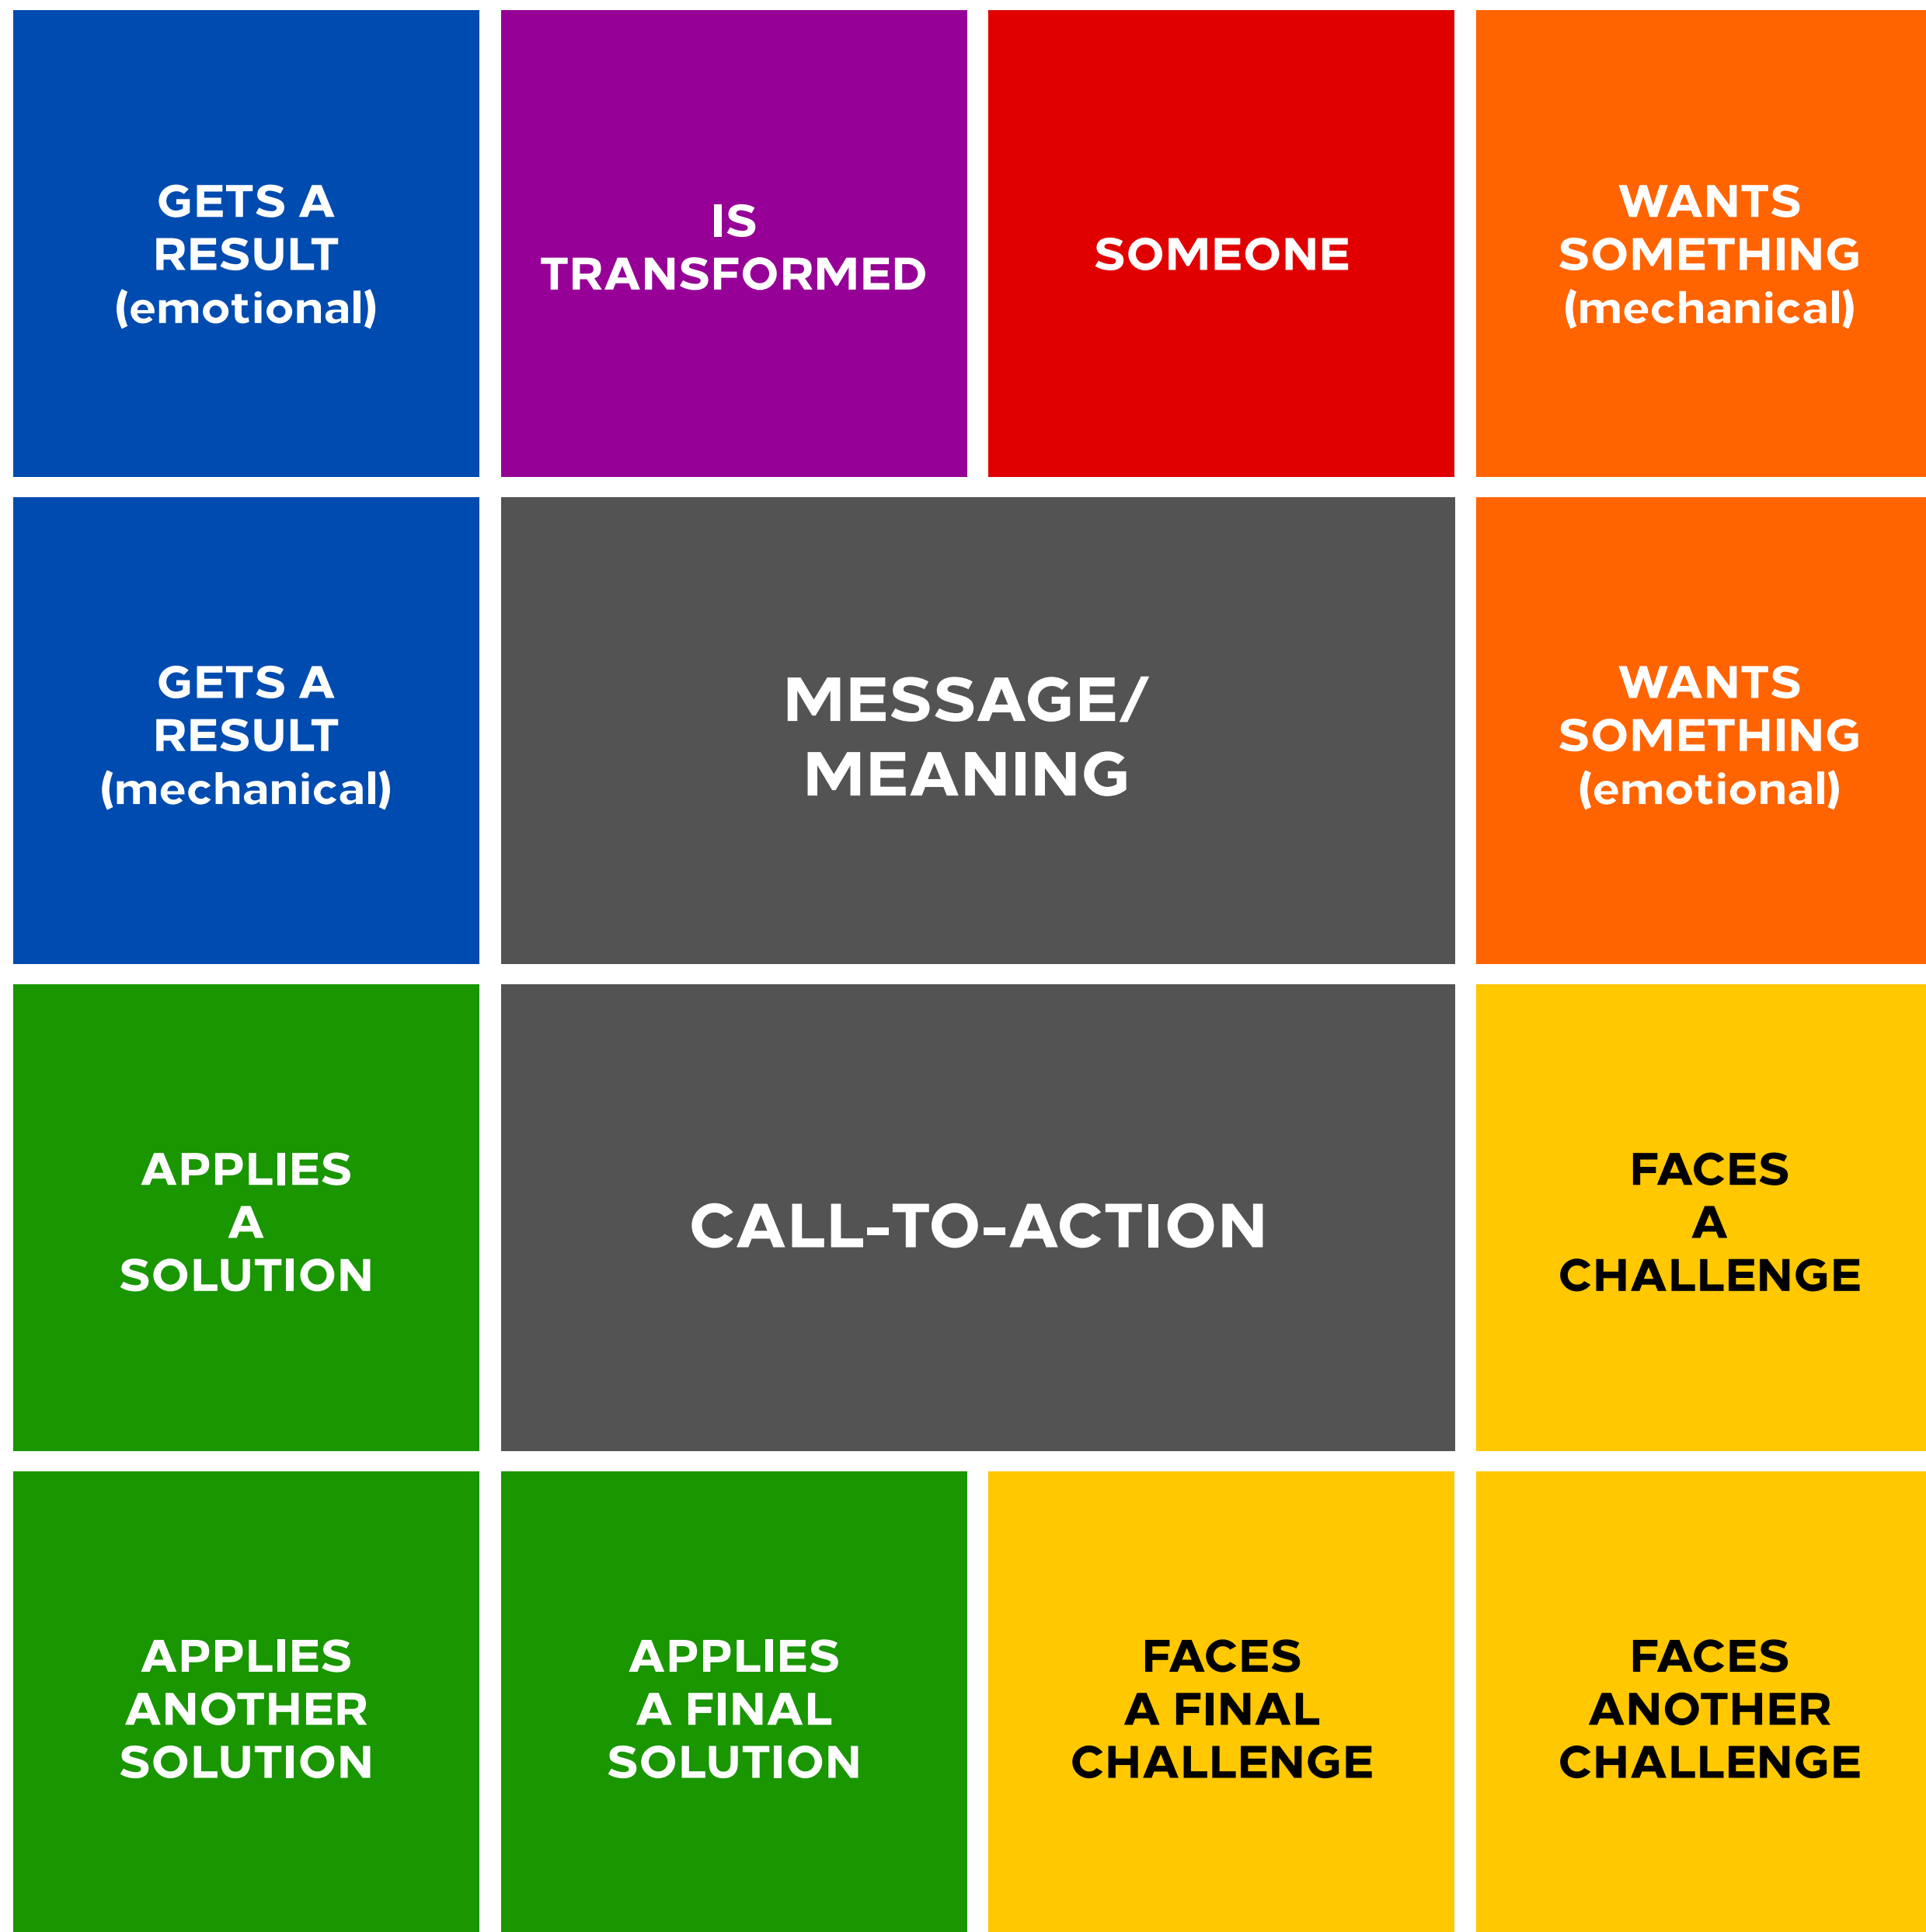 GETS A
RESULT
(emotional)
IS
TRANSFORMED
SOMEONE
WANTS
SOMETHING
(mechanical)
GETS A
RESULT
(mechanical)
MESSAGE/
MEANING
WANTS
SOMETHING
(emotional)
APPLIES
A
SOLUTION
CALL-TO-ACTION
FACES
A
CHALLENGE
APPLIES
ANOTHER
SOLUTION
APPLIES
A FINAL
SOLUTION
FACES
A FINAL
CHALLENGE
FACES
ANOTHER
CHALLENGE